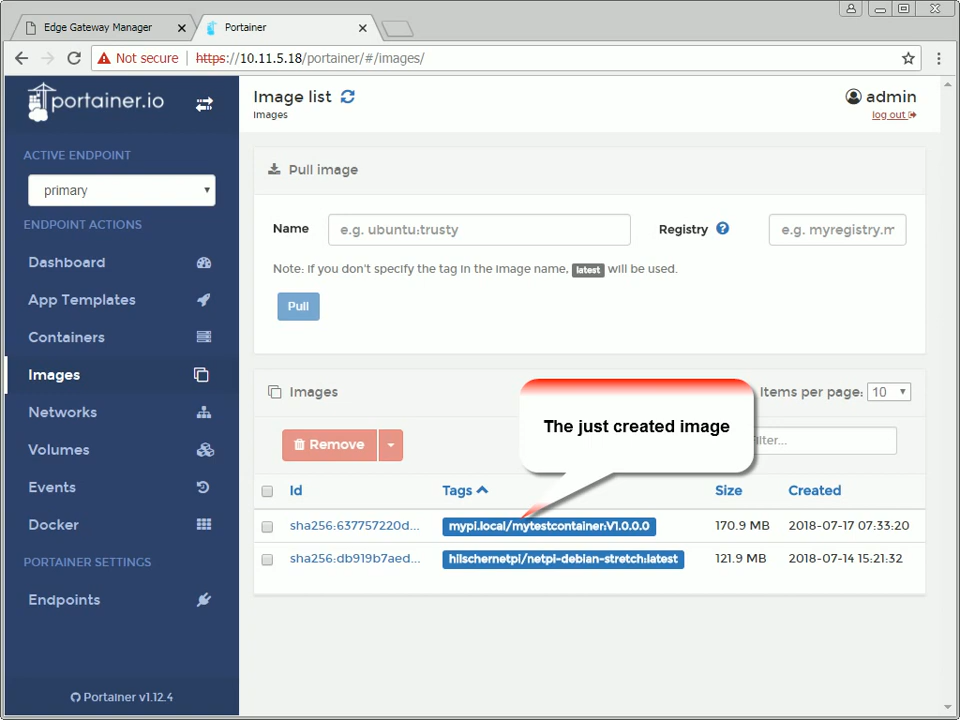 Edge Gateway Manager
Portainer
Not secure https://10.11.5.18/portainer/#/images/
portainer.io
Image list
Images
admin
log out
ACTIVE ENDPOINT
primary
ENDPOINT ACTIONS
Dashboard
App Templates
Containers
Images
Networks
Volumes
Events
Docker
PORTAINER SETTINGS
Endpoints
Portainer v1.12.4
Pull image
Name e.g. ubuntu:trusty Registry e.g. myregistry.m
Note: if you don't specify the tag in the image name, latest will be used.
Pull
Images
Items per page: 10
The just created image
Remove
ilter...
Id Tags Size Created
sha256:637757220d... mypi.local/mytestcontainer:V1.0.0.0 170.9 MB 2018-07-17 07:33:20
sha256:db919b7aed... hilschernetpi/netpi-debian-stretch:latest 121.9 MB 2018-07-14 15:21:32